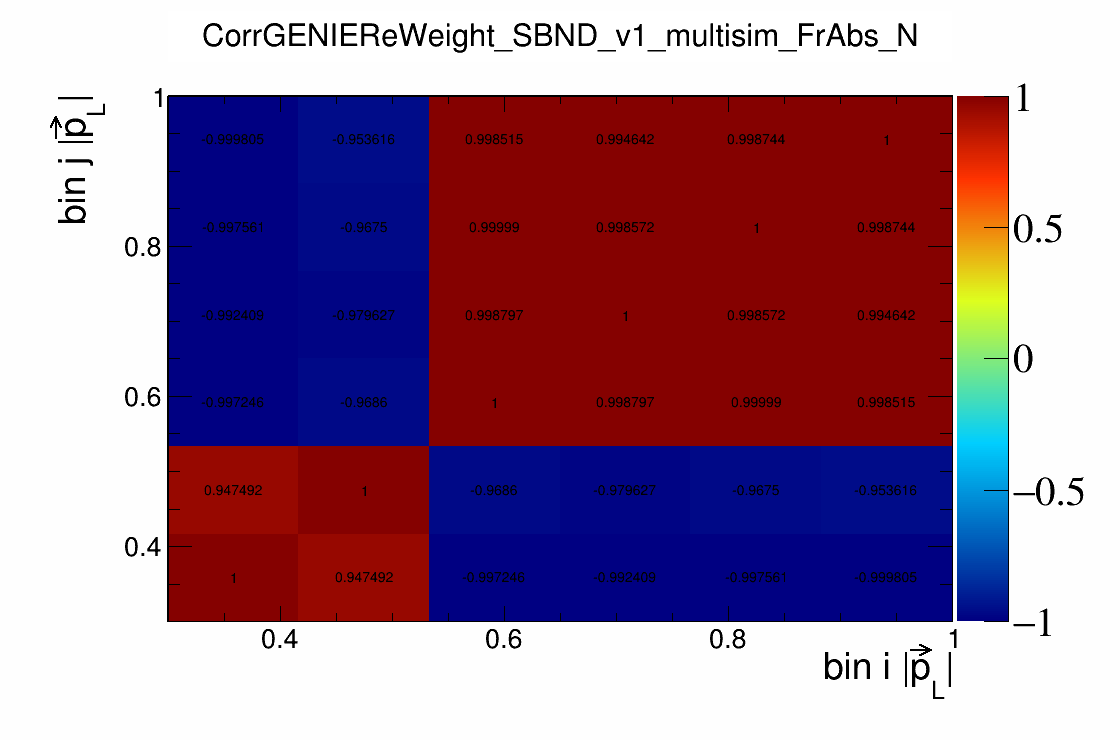 CorrGENIEReWeight_SBND_v1_multisim_FrAbs_N
bin j |p⃗_L|
1
0.8
0.6
0.4
-0.999805 -0.953616 0.998515 0.994642 0.998744 1
-0.997561 -0.9675 0.99999 0.998572 1 0.998744
-0.992409 -0.979627 0.998797 1 0.998572 0.994642
-0.997246 -0.9686 1 0.998797 0.99999 0.998515
0.947492 1 -0.9686 -0.979627 -0.9675 -0.953616
1 0.947492 -0.997246 -0.992409 -0.997561 -0.999805
0.4 0.6 0.8 1
bin i |p⃗_L|
1
0.5
0
−0.5
−1